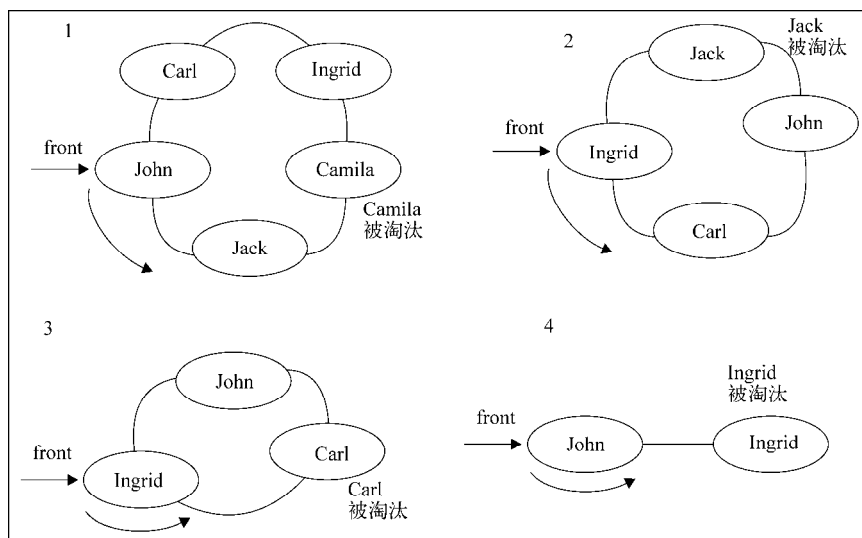 1
Carl
Ingrid
front
John
Camila
Camila
被淘汰
Jack
2
Jack
被淘汰
Jack
front
John
Ingrid
Carl
3
John
front
Ingrid
Carl
Carl
被淘汰
4
Ingrid
被淘汰
front
John
Ingrid